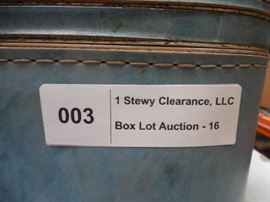 003
1 Stewy Clearance, LLC
Box Lot Auction - 16